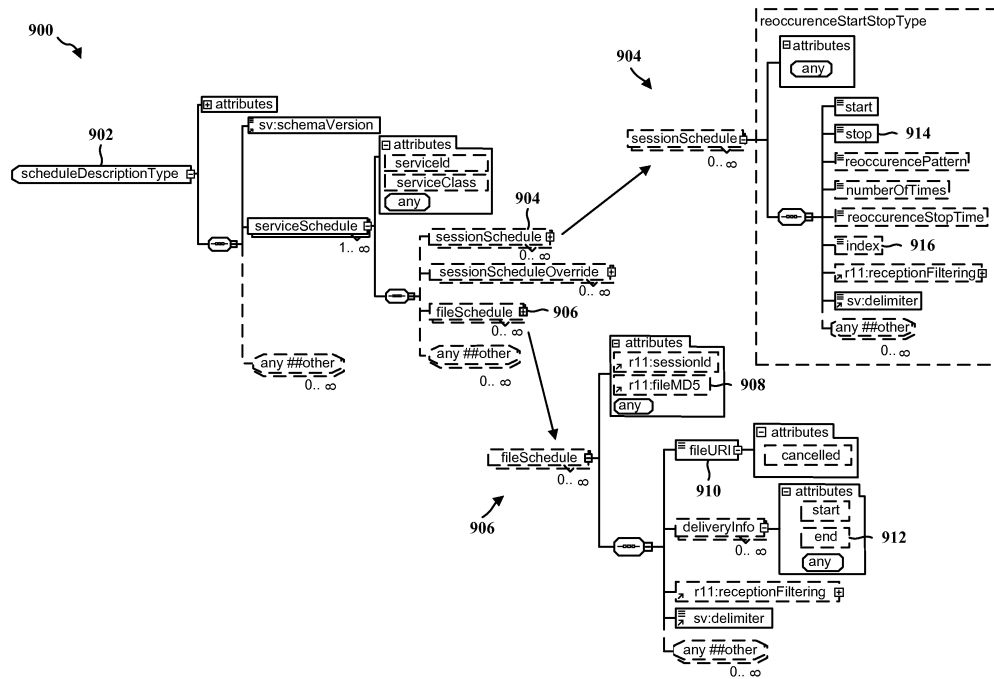 900
902
scheduleDescriptionType
attributes
sv:schemaVersion
serviceSchedule
1.. ∞
any ##other
0.. ∞
attributes
serviceId
serviceClass
any
904
sessionSchedule
0.. ∞
sessionScheduleOverride
0.. ∞
fileSchedule
906
0.. ∞
any ##other
0.. ∞
904
sessionSchedule
0.. ∞
reoccurenceStartStopType
attributes
any
start
stop
914
reoccurencePattern
numberOfTimes
reoccurenceStopTime
index
916
r11:receptionFiltering
sv:delimiter
any ##other
0.. ∞
906
fileSchedule
0.. ∞
attributes
r11:sessionId
r11:fileMD5
908
any
fileURI
910
attributes
cancelled
deliveryInfo
0.. ∞
attributes
start
end
912
any
r11:receptionFiltering
sv:delimiter
any ##other
0.. ∞